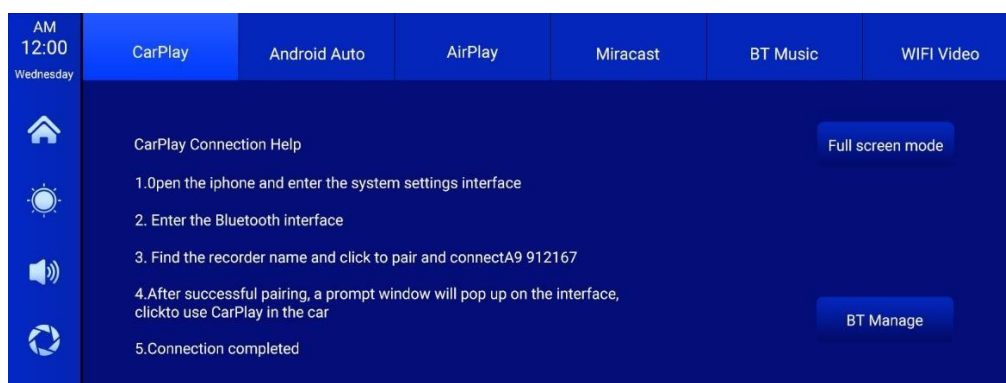 AM
12:00
Wednesday
CarPlay
Android Auto
AirPlay
Miracast
BT Music
WIFI Video
CarPlay Connection Help
Full screen mode
1.0pen the iphone and enter the system settings interface
2. Enter the Bluetooth interface
3. Find the recorder name and click to pair and connectA9 912167
4.After successful pairing, a prompt window will pop up on the interface,
clickto use CarPlay in the car
BT Manage
5.Connection completed